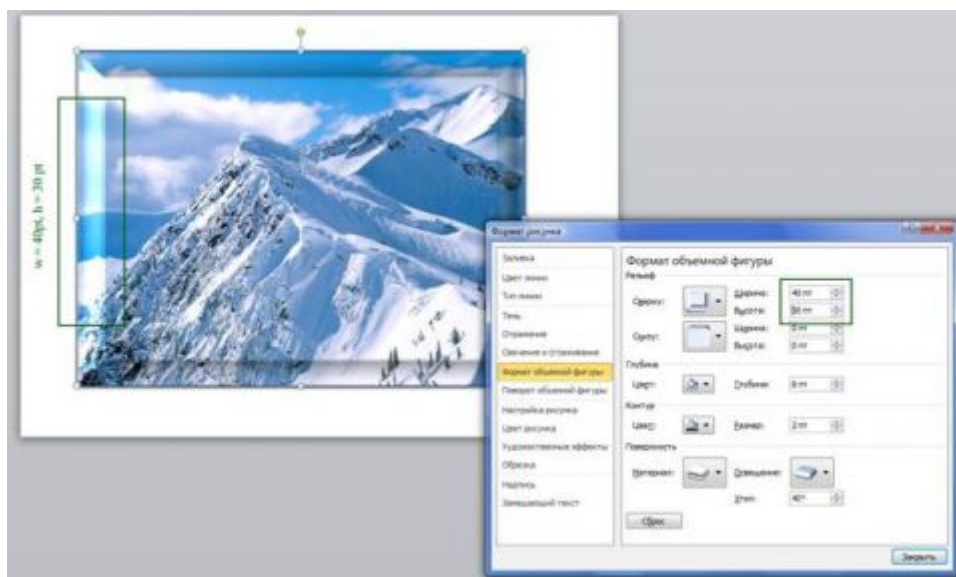 w = 40pt, h = 30 pt
Формат рисунка
Заливка
Цвет линии
Тип линии
Тень
Отражение
Свечение и сглаживание
Формат объемной фигуры
Поворот объемной фигуры
Настройка рисунка
Цвет рисунка
Художественные эффекты
Обрезка
Надпись
Замещающий текст
Формат объемной фигуры
Рельеф
Сверху:
Ширина: 40 пт
Высота: 30 пт
Снизу:
Ширина: 0 пт
Высота: 0 пт
Глубина
Цвет:
Глубина: 0 пт
Контур
Цвет:
Размер: 2 пт
Поверхность
Материал:
Освещение:
Угол: 40°
Сброс
Закрыть